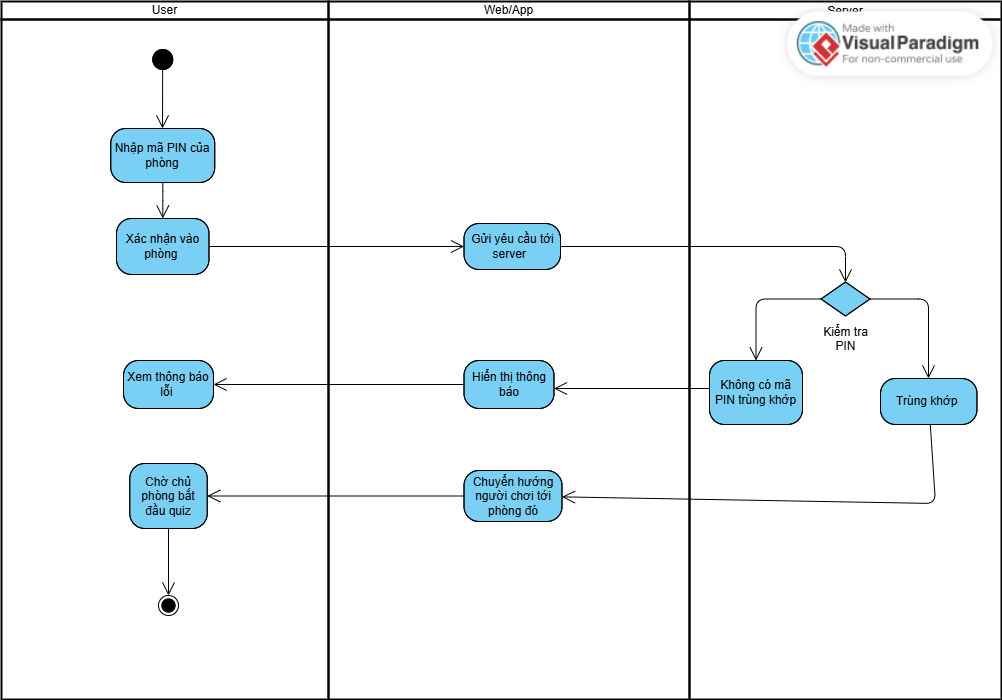 User
Web/App
Server
Made with
Visual Paradigm
For non-commercial use
Nhập mã PIN của
phòng
Xác nhận vào
phòng
Gửi yêu cầu tới
server
Kiểm tra
PIN
Xem thông báo
lỗi
Hiển thị thông
báo
Không có mã
PIN trùng khớp
Trùng khớp
Chờ chủ
phòng bắt
đầu quiz
Chuyển hướng
người chơi tới
phòng đó